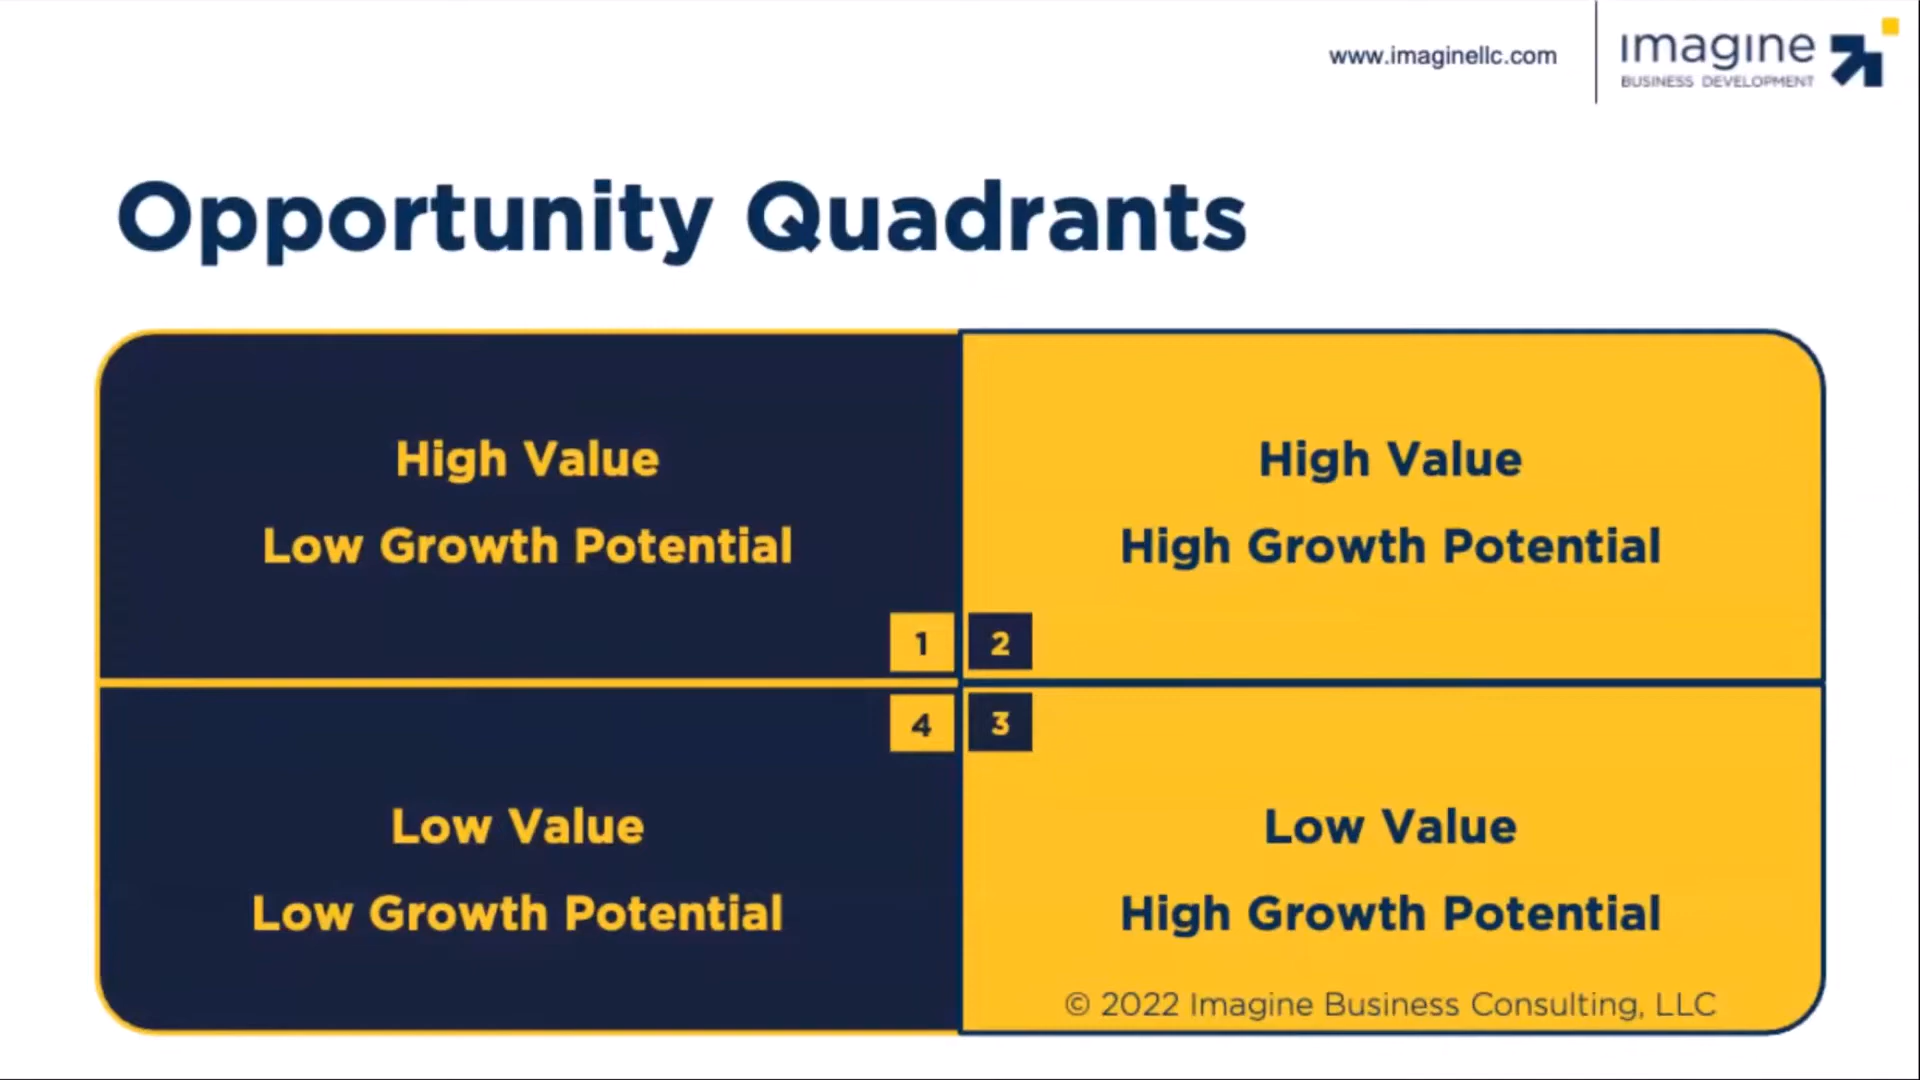 www.imaginellc.com
imagine
BUSINESS DEVELOPMENT
Opportunity Quadrants
High Value
Low Growth Potential
1
High Value
High Growth Potential
2
4
Low Value
Low Growth Potential
3
Low Value
High Growth Potential
© 2022 Imagine Business Consulting, LLC